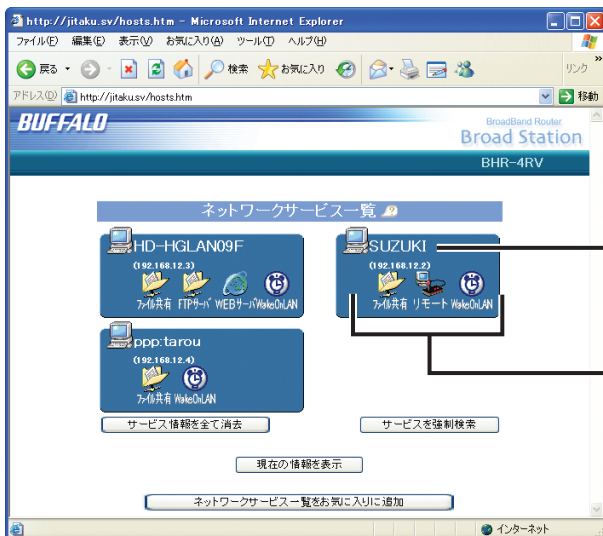 http://jitaku.sv/hosts.htm - Microsoft Internet Explorer
ファイル(F) 編集(E) 表示(V) お気に入り(A) ツール(T) ヘルプ(H)
戻る 検索 お気に入り リンク »
アドレス(D) http://jitaku.sv/hosts.htm 移動
BUFFALO
BroadBand Router
Broad Station
BHR-4RV
ネットワークサービス一覧
HD-HGLAN09F
(192.168.12.3)
ファイル共有 FTPサーバ WEBサーバ WakeOnLAN
SUZUKI
(192.168.12.2)
ファイル共有 リモート WakeOnLAN
ppp:tarou
(192.168.12.4)
ファイル共有 WakeOnLAN
サービス情報を全て消去 サービスを強制検索
現在の情報を表示
ネットワークサービス一覧をお気に入りに追加
インターネット